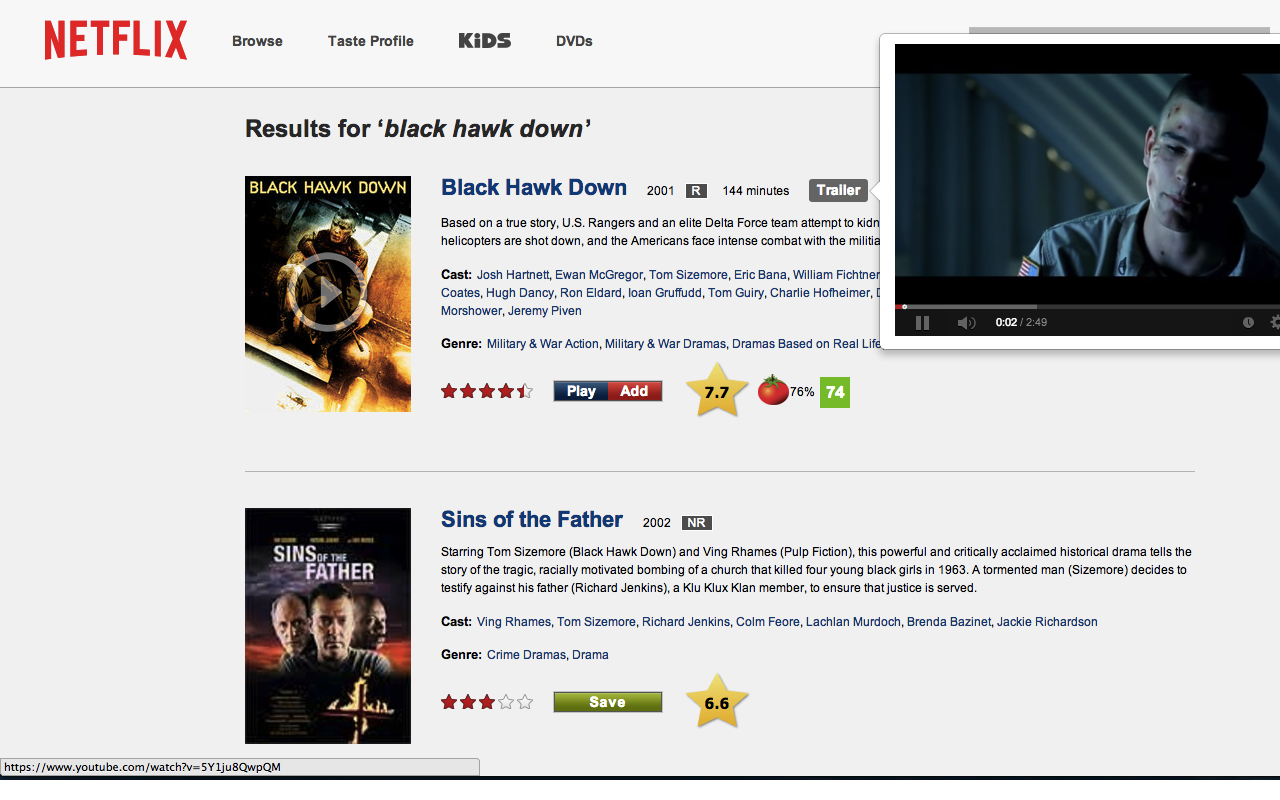 NETFLIX
Browse
Taste Profile
KiDS
DVDs
Results for ‘black hawk down’
BLACK HAWK DOWN
Black Hawk Down 2001 R 144 minutes Trailer
Based on a true story, U.S. Rangers and an elite Delta Force team attempt to kidn
helicopters are shot down, and the Americans face intense combat with the militia
Cast: Josh Hartnett, Ewan McGregor, Tom Sizemore, Eric Bana, William Fichtner
Coates, Hugh Dancy, Ron Eldard, Ioan Gruffudd, Tom Guiry, Charlie Hofheimer,
Morshower, Jeremy Piven
Genre: Military & War Action, Military & War Dramas, Dramas Based on Real Life,
Play Add 7.7 76% 74
0:02 / 2:49
SINS OF THE FATHER
Sins of the Father 2002 NR
Starring Tom Sizemore (Black Hawk Down) and Ving Rhames (Pulp Fiction), this powerful and critically acclaimed historical drama tells the
story of the tragic, racially motivated bombing of a church that killed four young black girls in 1963. A tormented man (Sizemore) decides to
testify against his father (Richard Jenkins), a Klu Klux Klan member, to ensure that justice is served.
Cast: Ving Rhames, Tom Sizemore, Richard Jenkins, Colm Feore, Lachlan Murdoch, Brenda Bazinet, Jackie Richardson
Genre: Crime Dramas, Drama
Save 6.6
https://www.youtube.com/watch?v=5Y1ju8QwpQM